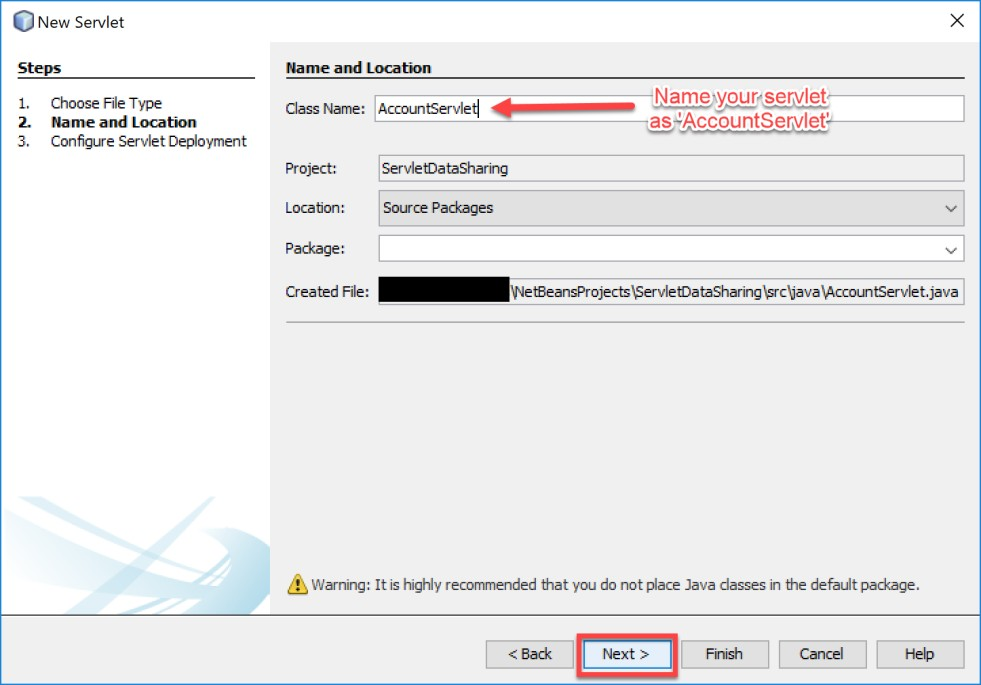 New Servlet
Steps
1. Choose File Type
2. Name and Location
3. Configure Servlet Deployment
Name and Location
Class Name: AccountServlet
Name your servlet
as 'AccountServlet'
Project: ServletDataSharing
Location: Source Packages
Package:
Created File: \NetBeansProjects\ServletDataSharing\src\java\AccountServlet.java
Warning: It is highly recommended that you do not place Java classes in the default package.
< Back Next > Finish Cancel Help